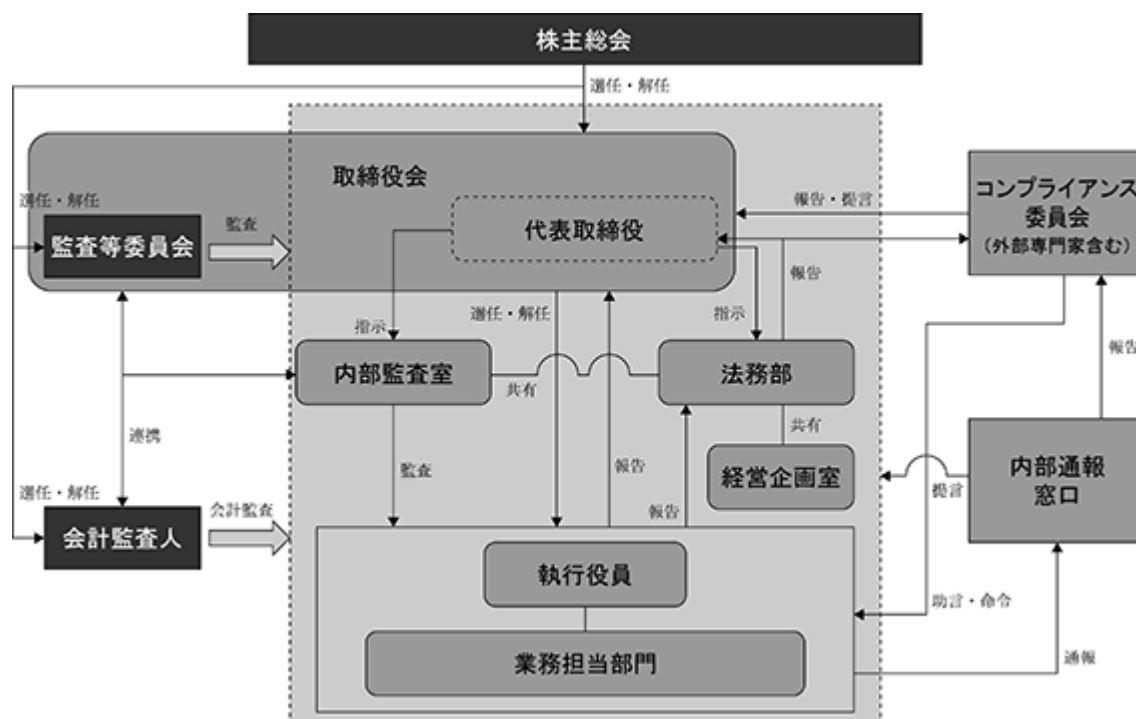 株主総会
選任・解任
取締役会
コンプライアンス
委員会
(外部専門家含む)
報告・提言
選任・解任
監査
代表取締役
監査等委員会
報告
指示
選任・解任
指示
報告
内部監査室
法務部
共有
共有
連携
監査
報告
経営企画室
内部通報
窓口
提言
選任・解任
会計監査
報告
会計監査人
執行役員
助言・命令
業務担当部門
通報